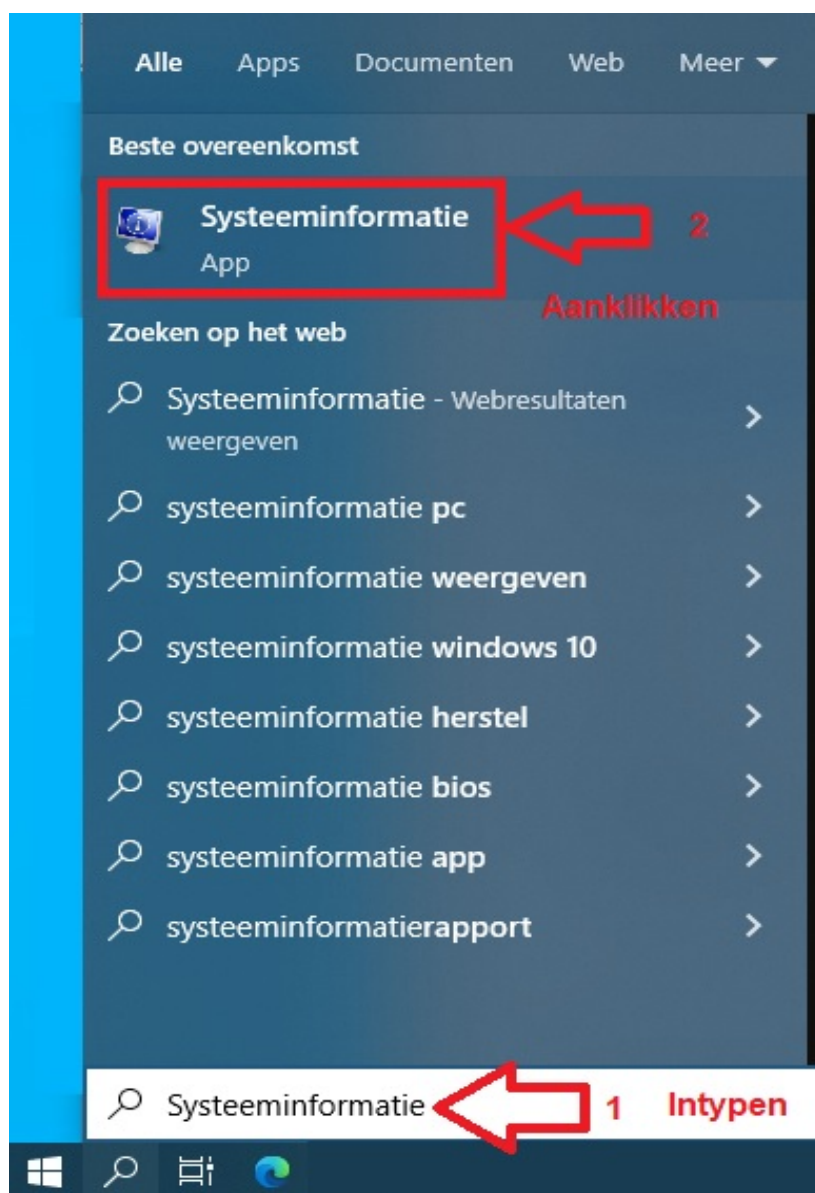 Alle Apps Documenten Web Meer
Beste overeenkomst
Systeeminformatie
App
2
Aanklikken
Zoeken op het web
Systeeminformatie - Webresultaten
weergeven
systeeminformatie pc
systeeminformatie weergeven
systeeminformatie windows 10
systeeminformatie herstel
systeeminformatie bios
systeeminformatie app
systeeminformatierapport
Systeeminformatie 1 Intypen